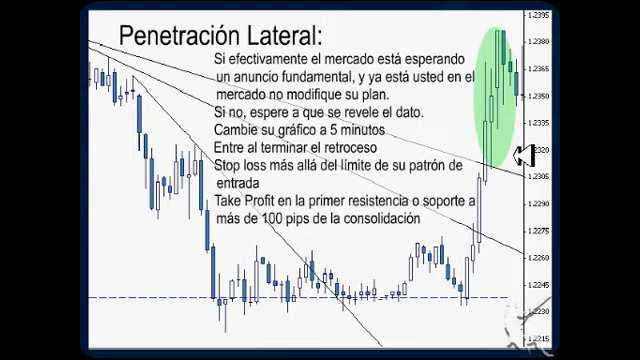 Penetración Lateral:
Si efectivamente el mercado está esperando
un anuncio fundamental, y ya está usted en el
mercado no modifique su plan.
Si no, espere a que se revele el dato.
Cambie su gráfico a 5 minutos
Entre al terminar el retroceso
Stop loss más allá del límite de su patrón de
entrada
Take Profit en la primer resistencia o soporte a
más de 100 pips de la consolidación
1.2395
1.2380
1.2365
1.2350
1.2335
1.2320
1.2305
1.2290
1.2275
1.2260
1.2245
1.2230
1.2215